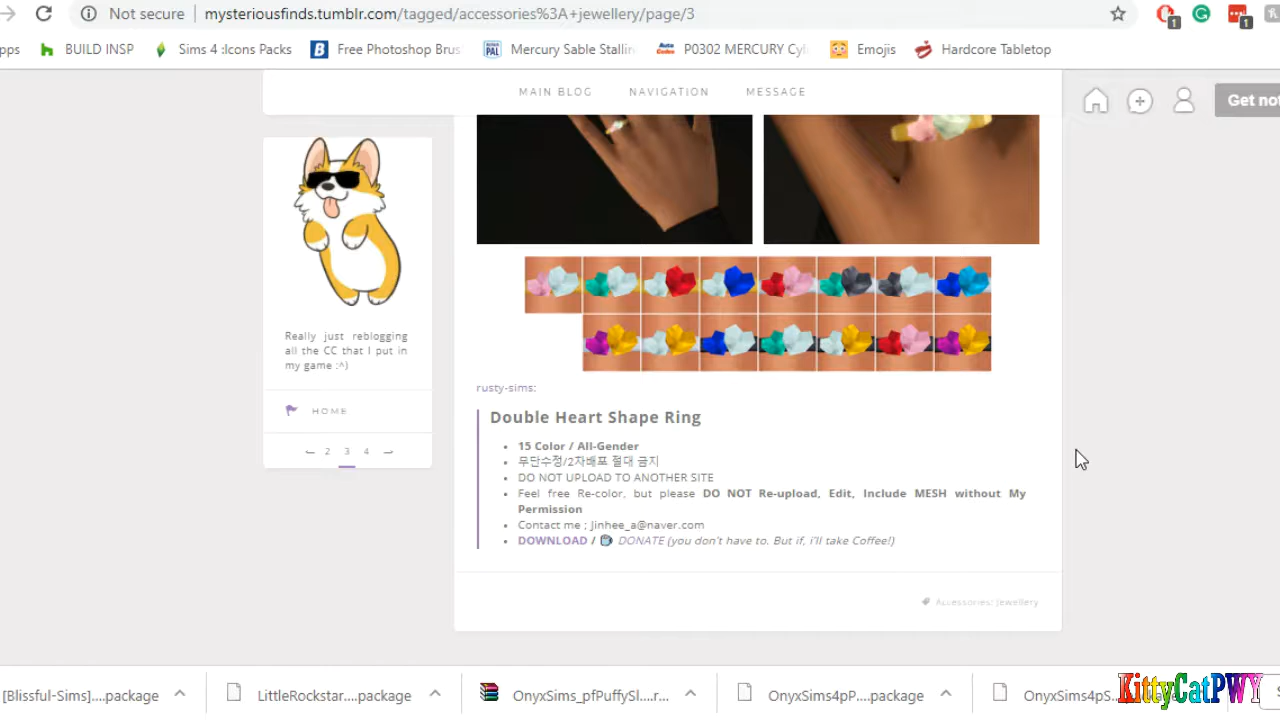 Not secure mysteriousfinds.tumblr.com/tagged/accessories%3A+jewellery/page/3
1 1
pps BUILD INSP Sims 4 :Icons Packs Free Photoshop Brus Mercury Sable Stallin P0302 MERCURY Cyl Emojis Hardcore Tabletop
MAIN BLOG NAVIGATION MESSAGE
Get not
Really just reblogging
all the CC that I put in
my game :^)
HOME
2 3 4
rusty-sims:
Double Heart Shape Ring
15 Color / All-Gender
무단수정/2차배포 절대 금지
DO NOT UPLOAD TO ANOTHER SITE
Feel free Re-color, but please DO NOT Re-upload, Edit, Include MESH without My
Permission
Contact me ; Jinhee_a@naver.com
DOWNLOAD / DONATE (you don't have to. But if, i'll take Coffee!)
Accessories: Jewellery
[Blissful-Sims]....package LittleRockstar....package OnyxSims_pfPuffySl....r... OnyxSims4pP....package OnyxSims4pS....
KittyCatPWY